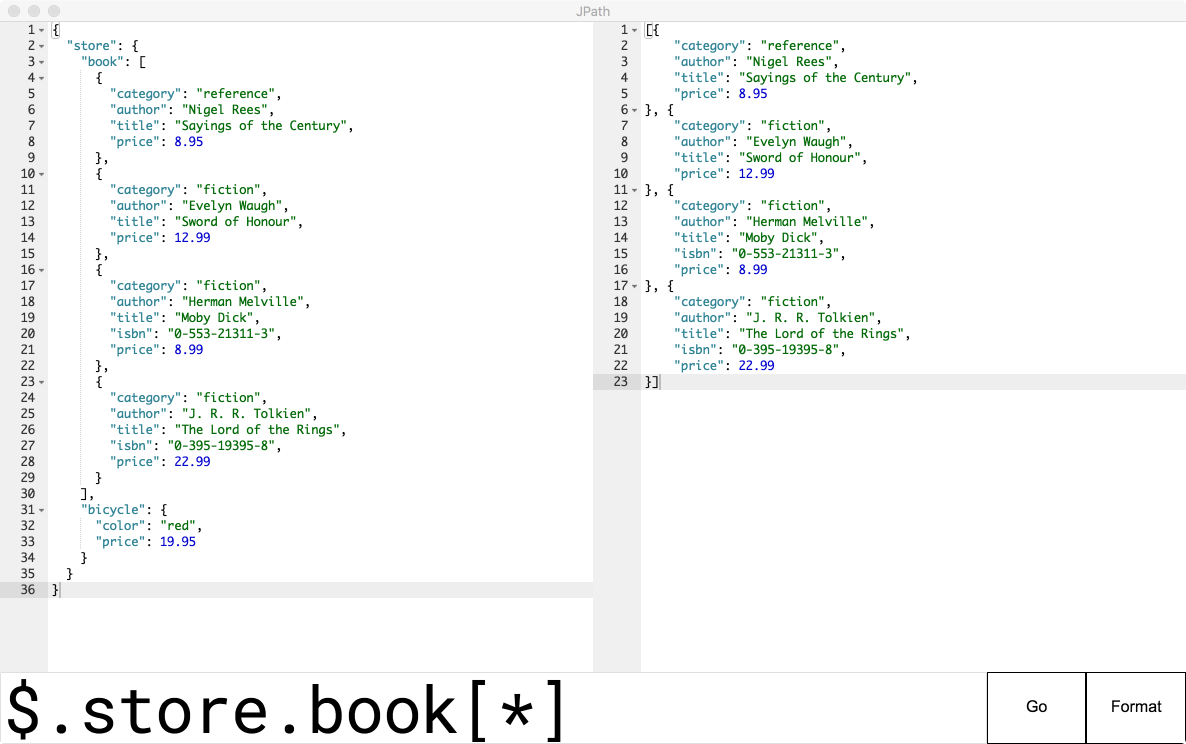 JPath
1 {
2   "store": {
3     "book": [
4       {
5         "category": "reference",
6         "author": "Nigel Rees",
7         "title": "Sayings of the Century",
8         "price": 8.95
9       },
10       {
11         "category": "fiction",
12         "author": "Evelyn Waugh",
13         "title": "Sword of Honour",
14         "price": 12.99
15       },
16       {
17         "category": "fiction",
18         "author": "Herman Melville",
19         "title": "Moby Dick",
20         "isbn": "0-553-21311-3",
21         "price": 8.99
22       },
23       {
24         "category": "fiction",
25         "author": "J. R. R. Tolkien",
26         "title": "The Lord of the Rings",
27         "isbn": "0-395-19395-8",
28         "price": 22.99
29       }
30     ],
31     "bicycle": {
32       "color": "red",
33       "price": 19.95
34     }
35   }
36 }
1 [{
2     "category": "reference",
3     "author": "Nigel Rees",
4     "title": "Sayings of the Century",
5     "price": 8.95
6 }, {
7     "category": "fiction",
8     "author": "Evelyn Waugh",
9     "title": "Sword of Honour",
10     "price": 12.99
11 }, {
12     "category": "fiction",
13     "author": "Herman Melville",
14     "title": "Moby Dick",
15     "isbn": "0-553-21311-3",
16     "price": 8.99
17 }, {
18     "category": "fiction",
19     "author": "J. R. R. Tolkien",
20     "title": "The Lord of the Rings",
21     "isbn": "0-395-19395-8",
22     "price": 22.99
23 }]
$.store.book[*]
Go
Format